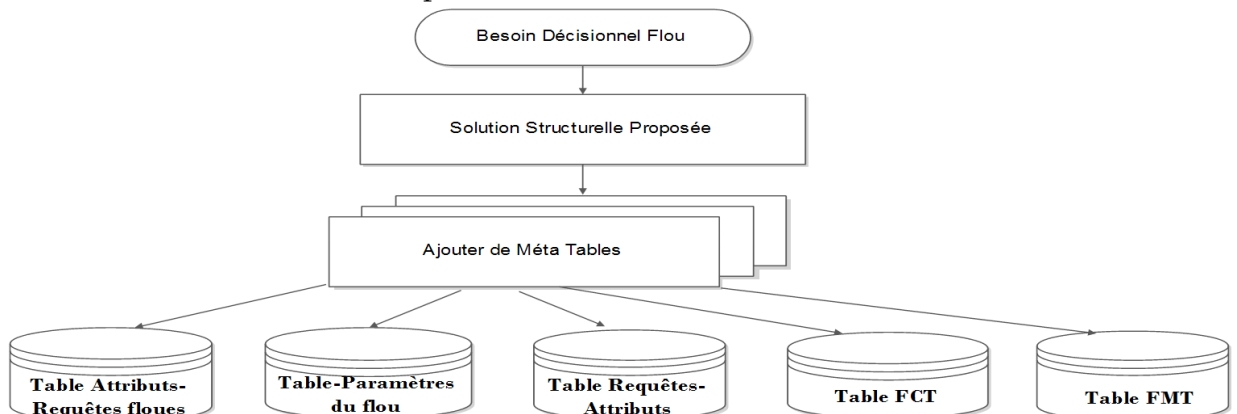 Besoin Décisionnel Flou
Solution Structurelle Proposée
Ajouter de Méta Tables
Table Attributs-
Requêtes floues
Table-Paramètres
du flou
Table Requêtes-
Attributs
Table FCT
Table FMT